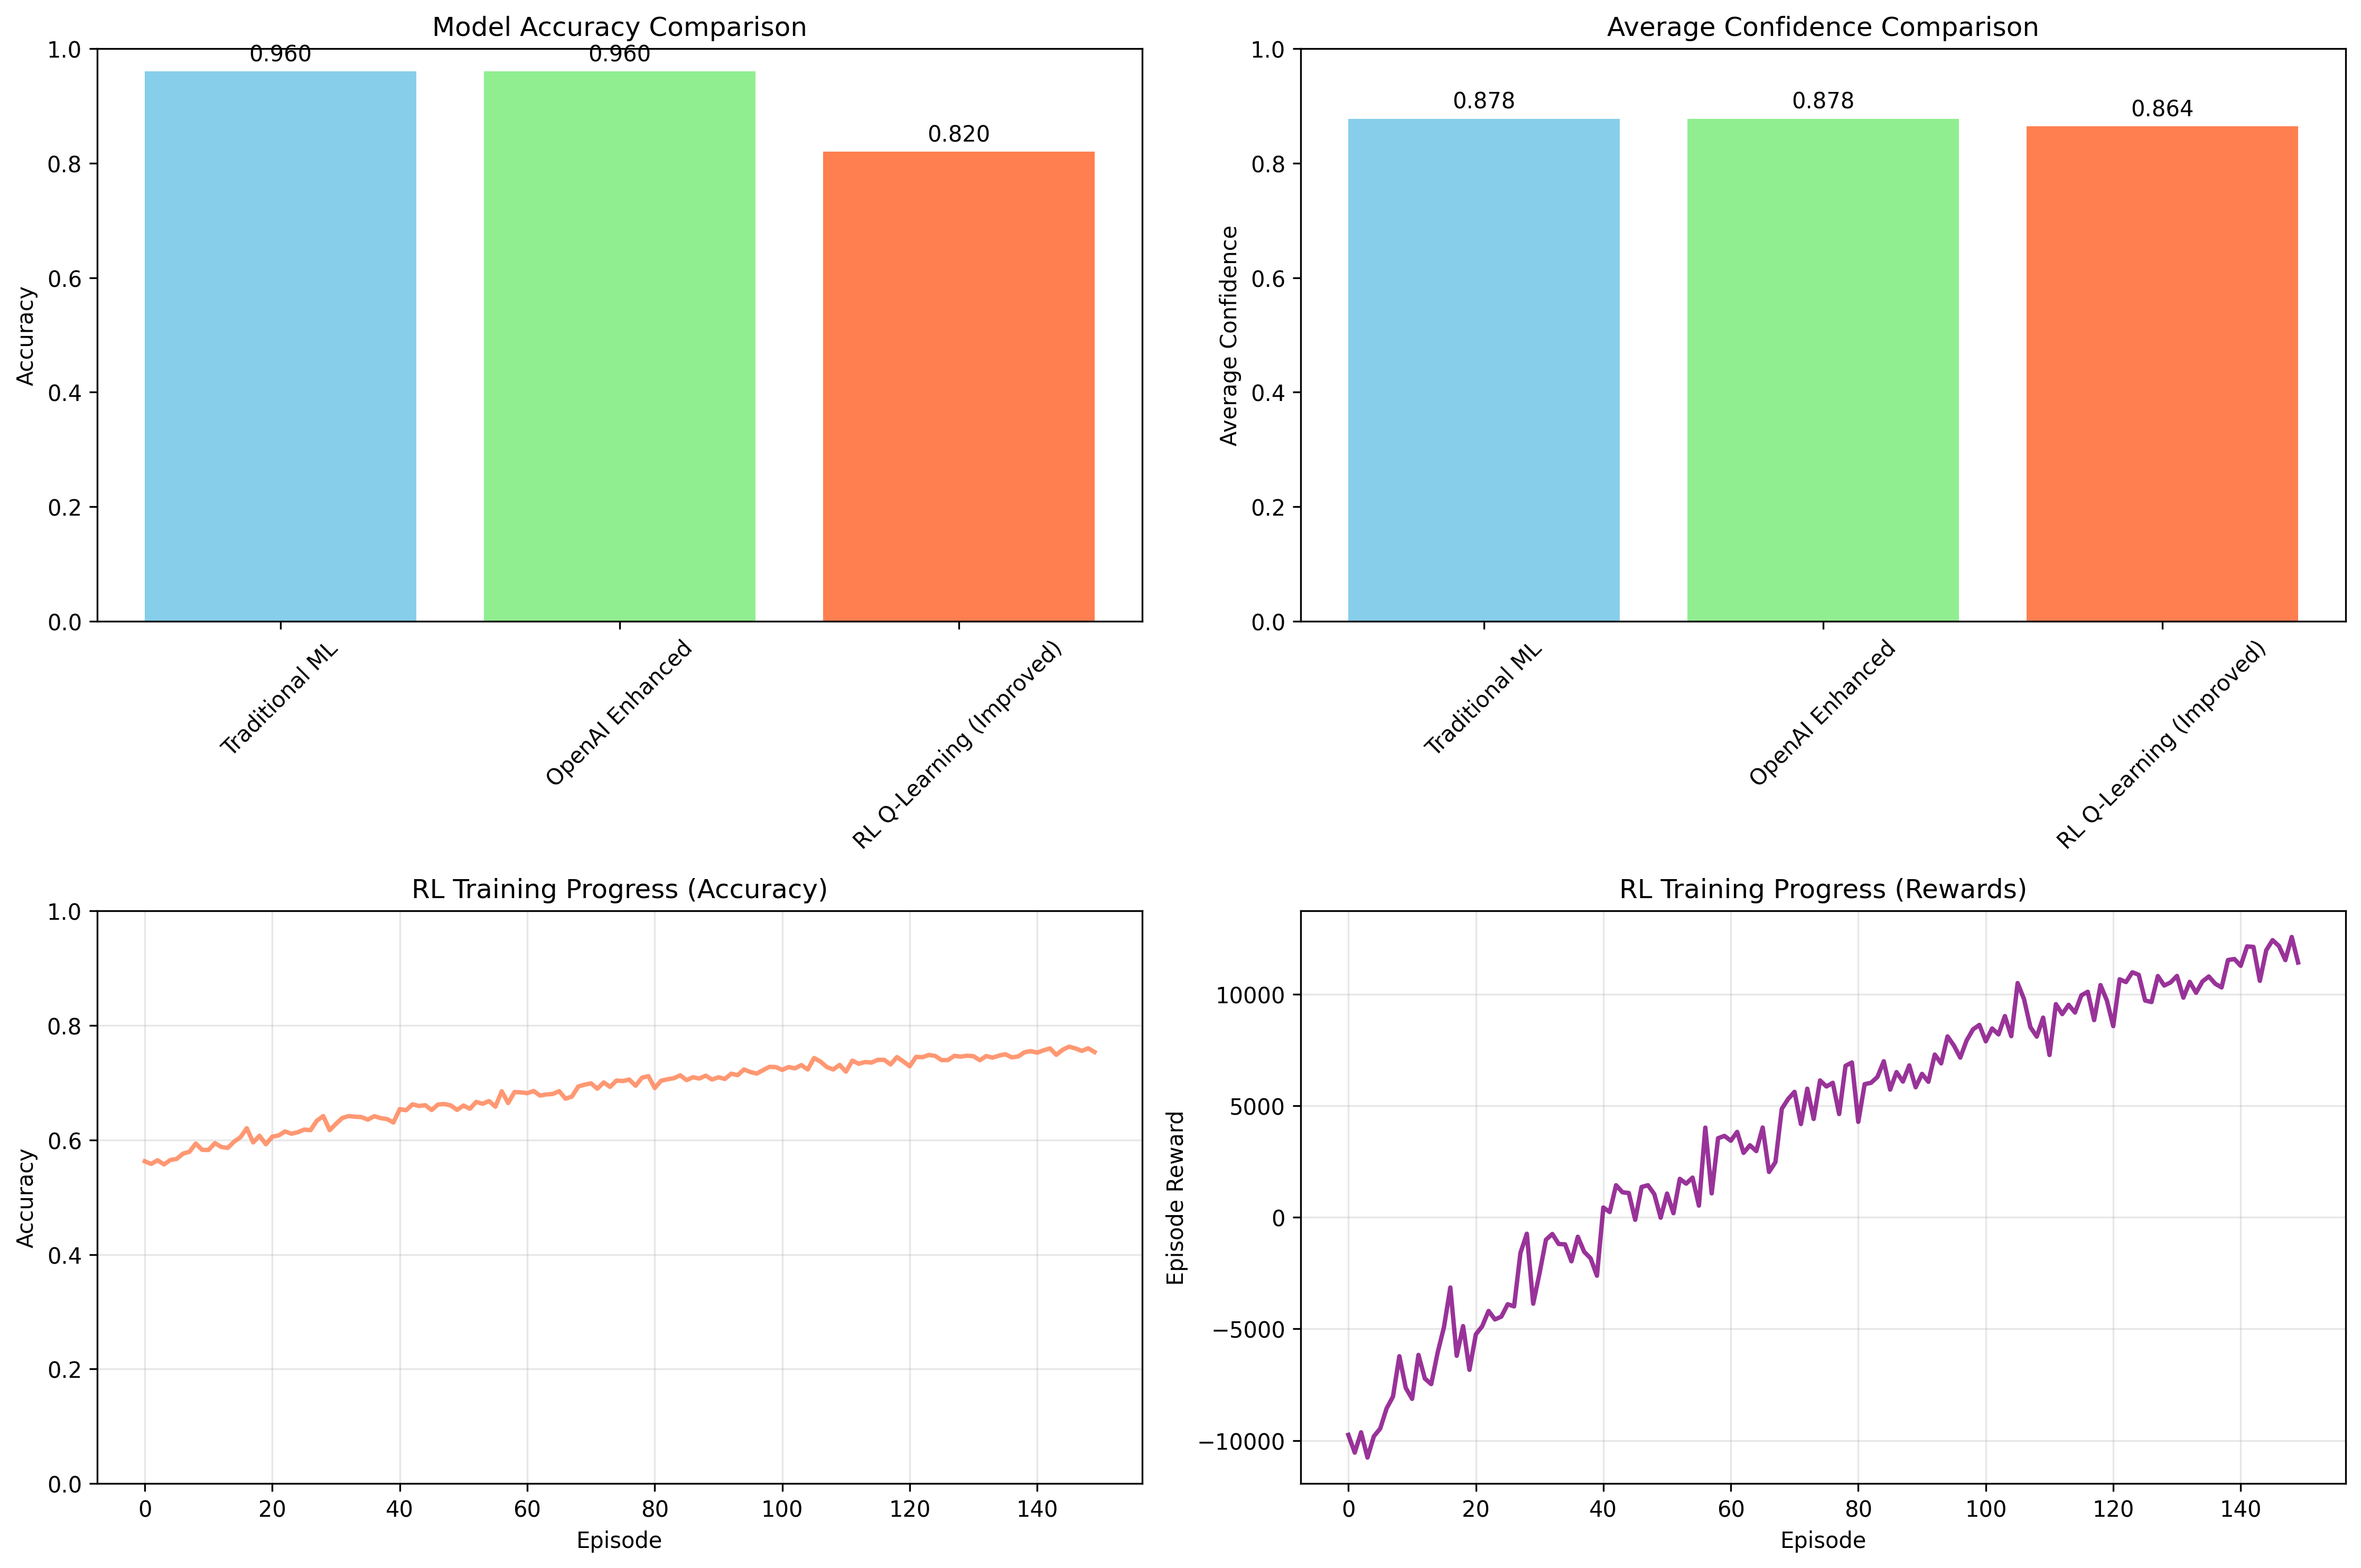 Model Accuracy Comparison
Accuracy
1.0
0.8
0.6
0.4
0.2
0.0
0.960
0.960
0.820
Traditional ML
OpenAI Enhanced
RL Q-Learning (Improved)
Average Confidence Comparison
Average Confidence
1.0
0.8
0.6
0.4
0.2
0.0
0.878
0.878
0.864
Traditional ML
OpenAI Enhanced
RL Q-Learning (Improved)
RL Training Progress (Accuracy)
Accuracy
1.0
0.8
0.6
0.4
0.2
0.0
0 20 40 60 80 100 120 140
Episode
RL Training Progress (Rewards)
Episode Reward
10000
5000
0
−5000
−10000
0 20 40 60 80 100 120 140
Episode